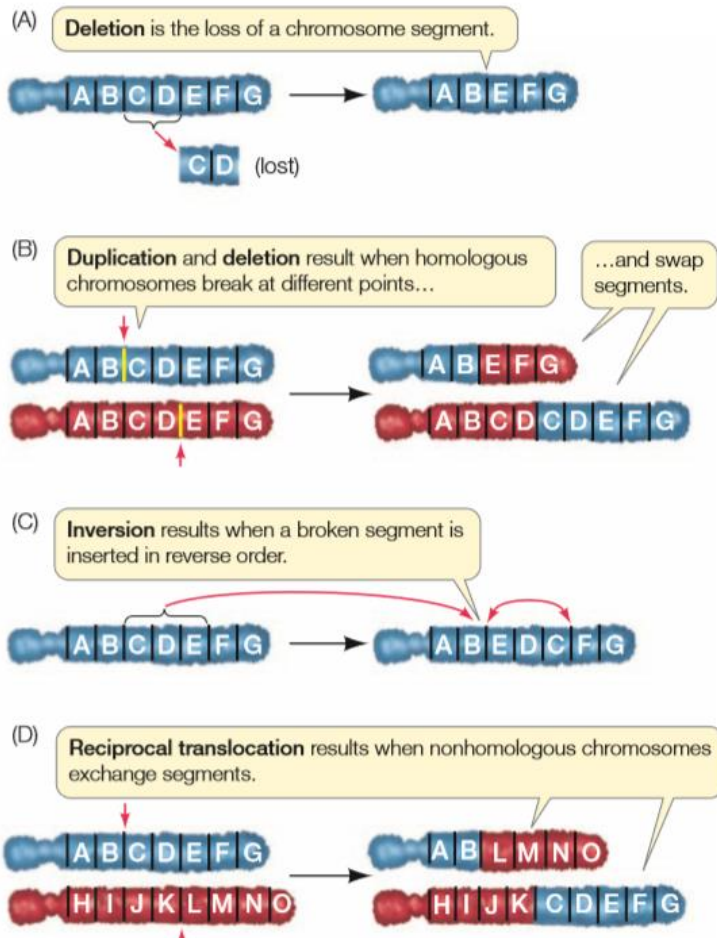 (A)
Deletion is the loss of a chromosome segment.
A B C D E F G
A B E F G
C D (lost)
(B)
Duplication and deletion result when homologous
chromosomes break at different points…
…and swap
segments.
A B C D E F G
A B E F G
A B C D E F G
A B C D C D E F G
(C)
Inversion results when a broken segment is
inserted in reverse order.
A B C D E F G
A B E D C F G
(D)
Reciprocal translocation results when nonhomologous chromosomes
exchange segments.
A B C D E F G
A B L M N O
H I J K L M N O
H I J K C D E F G